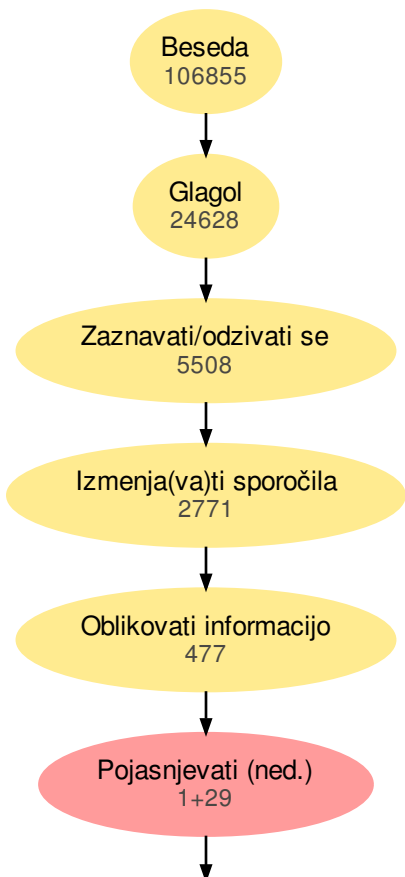 Beseda
106855
Glagol
24628
Zaznavati/odzivati se
5508
Izmenja(va)ti sporočila
2771
Oblikovati informacijo
477
Pojasnjevati (ned.)
1+29